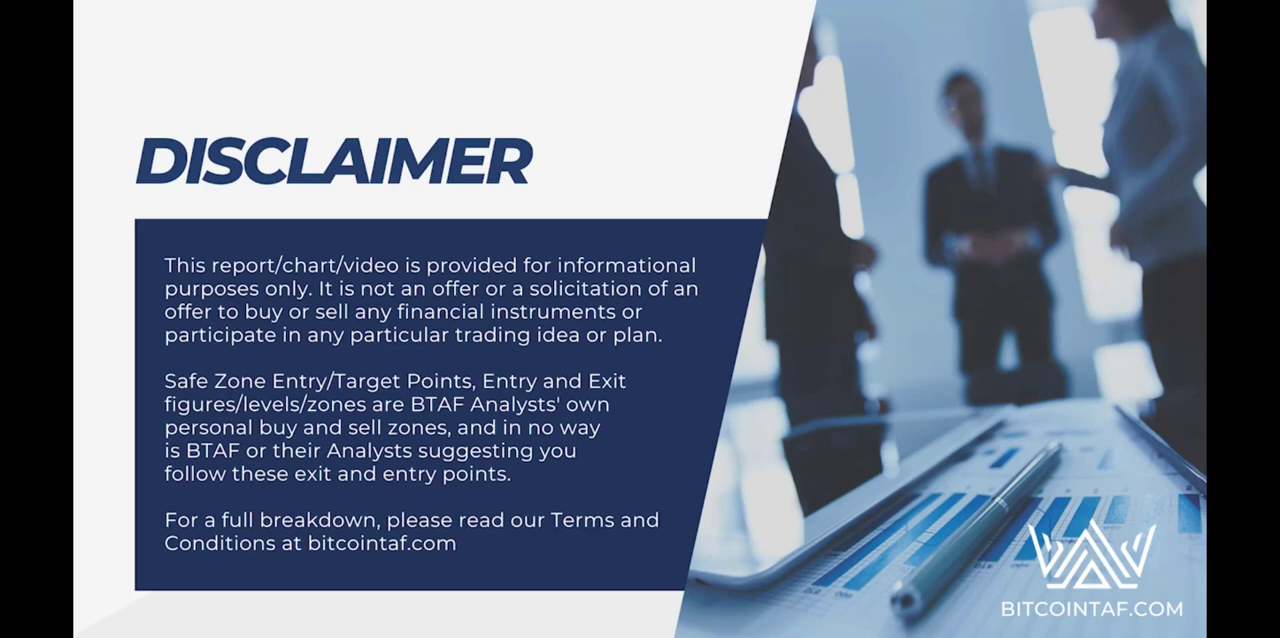 DISCLAIMER
This report/chart/video is provided for informational
purposes only. It is not an offer or a solicitation of an
offer to buy or sell any financial instruments or
participate in any particular trading idea or plan.
Safe Zone Entry/Target Points, Entry and Exit
figures/levels/zones are BTAF Analysts' own
personal buy and sell zones, and in no way
is BTAF or their Analysts suggesting you
follow these exit and entry points.
For a full breakdown, please read our Terms and
Conditions at bitcointaf.com
BITCOINTAF.COM